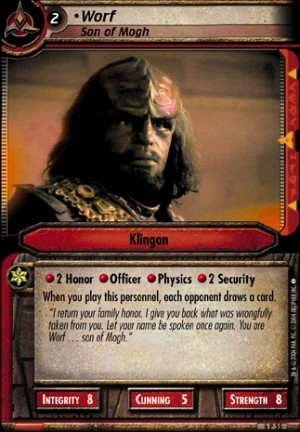 2
•Worf
Son of Mogh
Klingon
2 Honor Officer Physics 2 Security
When you play this personnel, each opponent draws a card.
"I return your family honor. I give you back what was wrongfully
taken from you. Let your name be spoken once again. You are
Worf ... son of Mogh."
INTEGRITY 8 CUNNING 5 STRENGTH 8